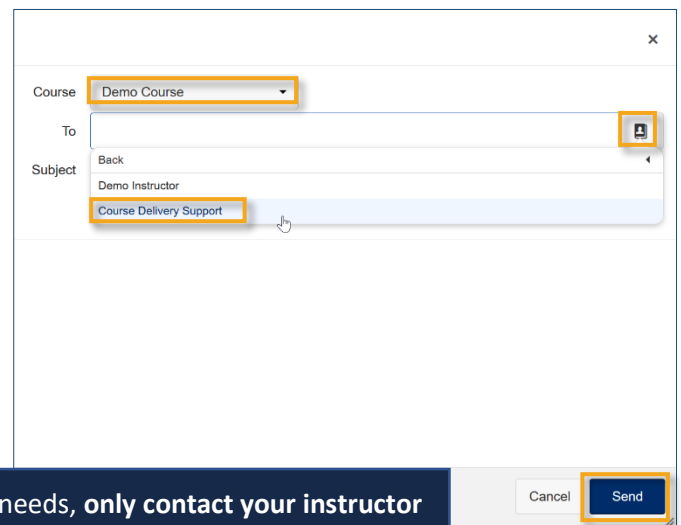 Course
Demo Course
To
Subject
Back
Demo Instructor
Course Delivery Support
needs, only contact your instructor
Cancel
Send